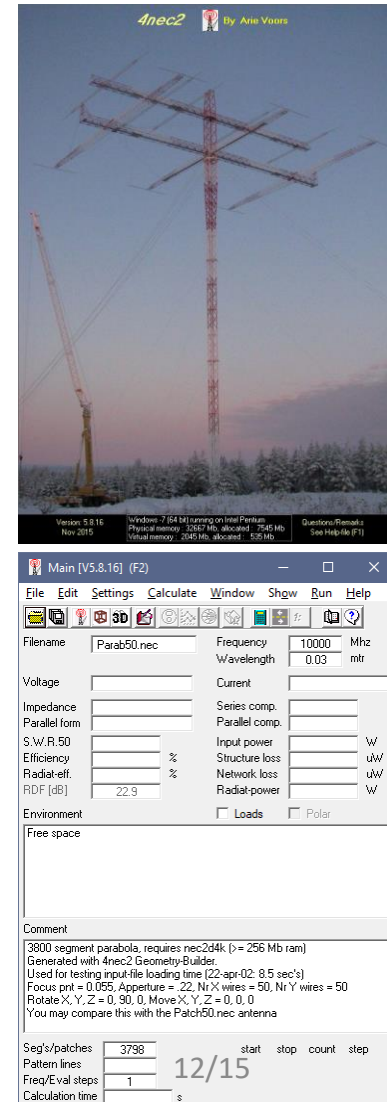 4nec2 By Arie Voors
Version: 5.8.16
Nov 2015
Windows -7 (64 bit) running on Intel Pentium
Physical memory : 32667 Mb, allocated : 7545 Mb
Virtual memory : 2045 Mb, allocated : 535 Mb
Questions/Remarks
See Help-file (F1)
Main [V5.8.16] (F2)
File Edit Settings Calculate Window Show Run Help
3D
Filename Parab50.nec Frequency 10000 Mhz
Wavelength 0.03 mtr
Voltage Current
Impedance Series comp.
Parallel form Parallel comp.
S.W.R.50 Input power W
Efficiency % Structure loss uW
Radiat-eff. % Network loss uW
RDF [dB] 22.9 Radiat-power W
Environment Loads Polar
Free space
Comment
3800 segment parabola, requires nec2d4k (>= 256 Mb ram)
Generated with 4nec2 Geometry-Builder.
Used for testing input-file loading time (22-apr-02: 8.5 sec's)
Focus pnt = 0.055, Apperture = .22, Nr X wires = 50, Nr Y wires = 50
Rotate X, Y, Z = 0, 90, 0, Move X, Y, Z = 0, 0, 0
You may compare this with the Patch50.nec antenna
Seg's/patches 3798 start stop count step
Pattern lines
12/15
Freq/Eval steps 1
Calculation time s